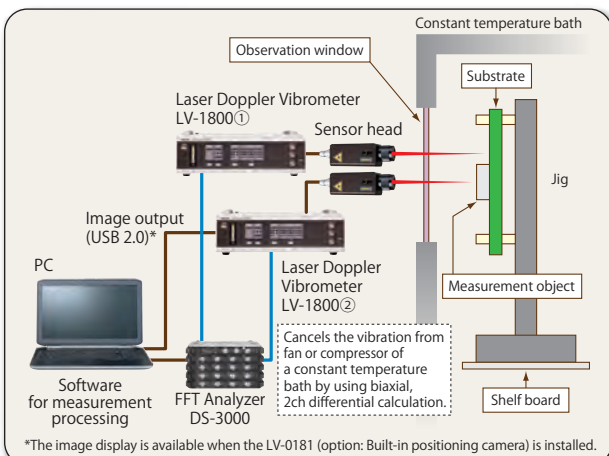 Constant temperature bath
Observation window
Substrate
Laser Doppler Vibrometer
LV-1800①
Sensor head
Jig
Image output
(USB 2.0)*
PC
Laser Doppler
Vibrometer
LV-1800②
Measurement object
Cancels the vibration from
fan or compressor of
a constant temperature
bath by using biaxial,
2ch differential calculation.
Software
for measurement
processing
FFT Analyzer
DS-3000
Shelf board
*The image display is available when the LV-0181 (option: Built-in positioning camera) is installed.